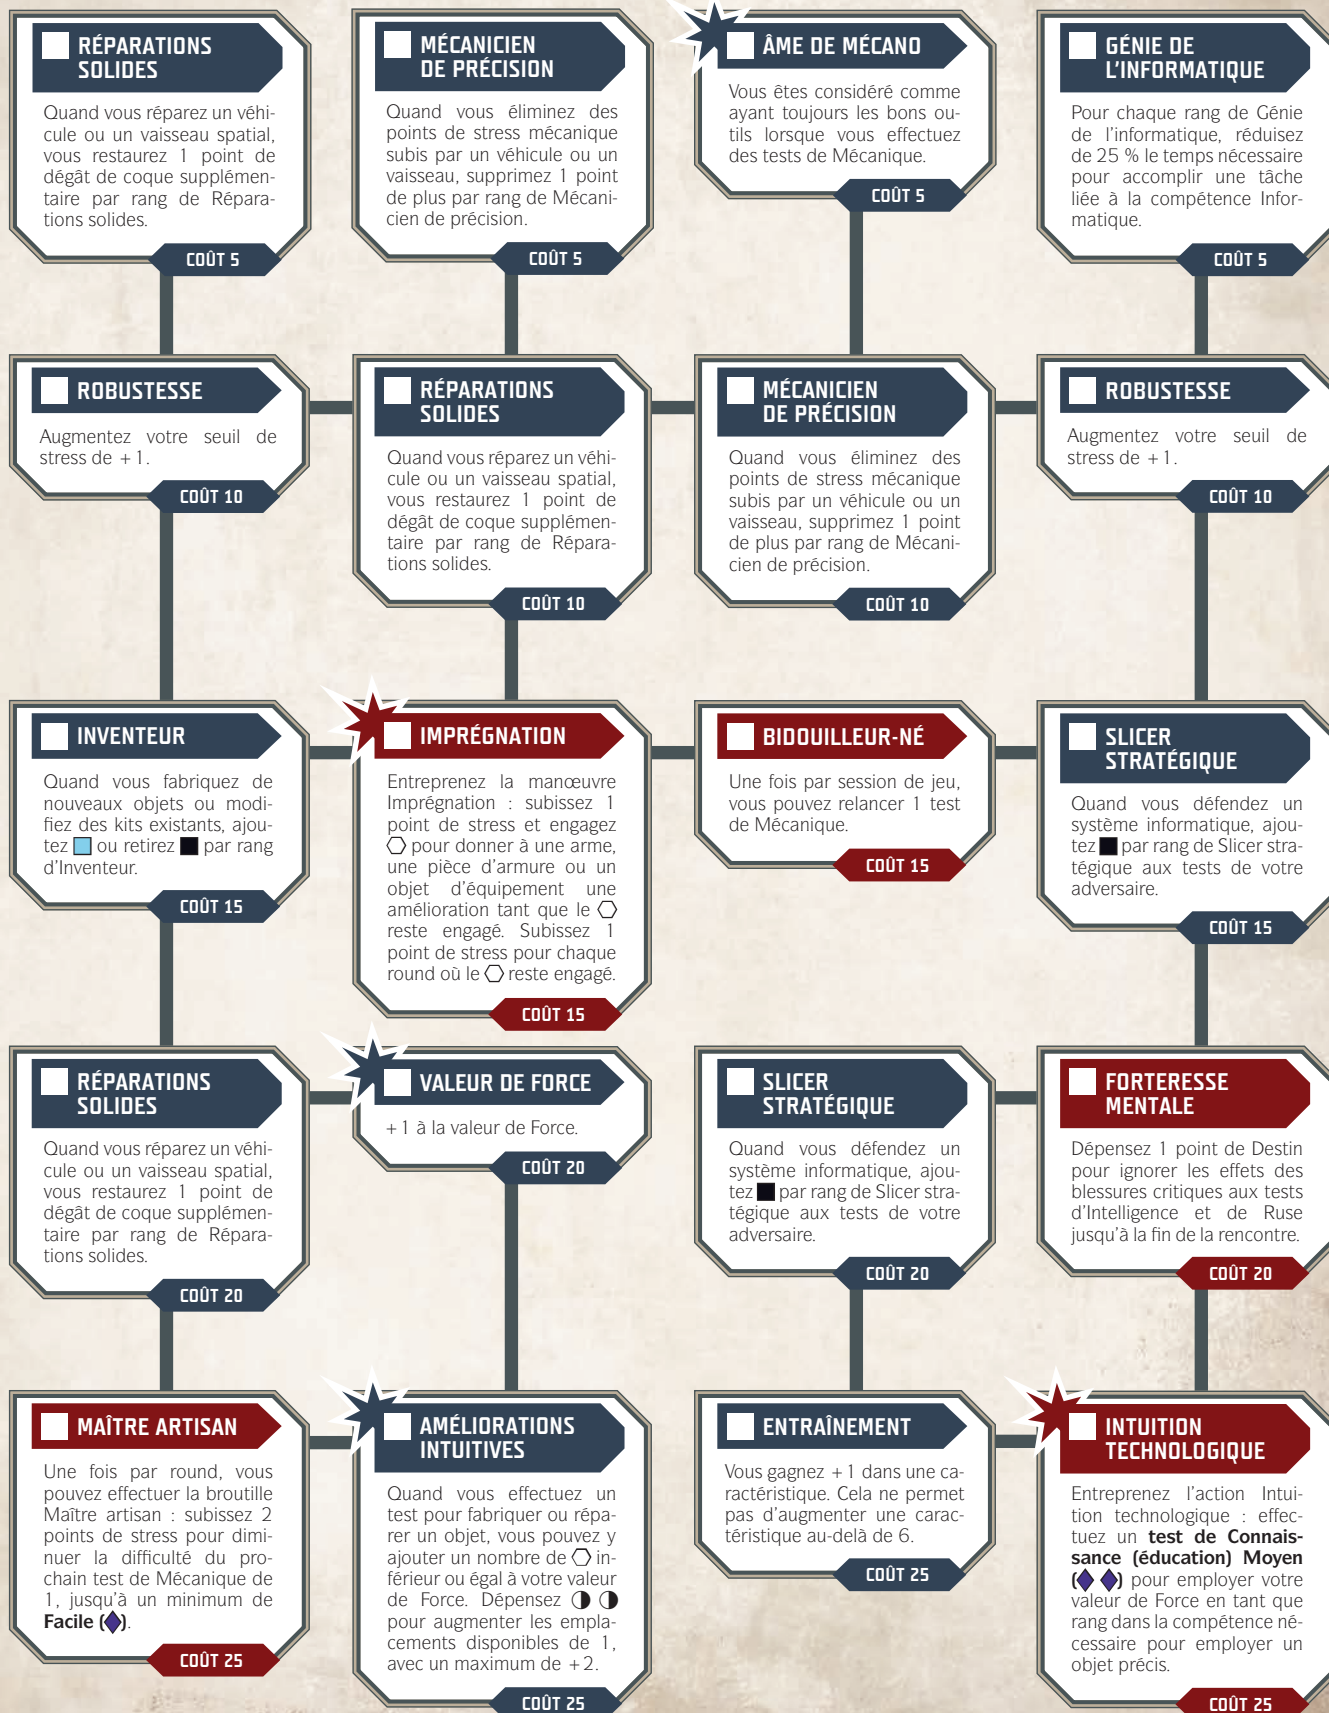 RÉPARATIONS
SOLIDES
Quand vous réparez un véhi-
cule ou un vaisseau spatial,
vous restaurez 1 point de
dégât de coque supplémen-
taire par rang de Répara-
tions solides.
COÛT 5
MÉCANICIEN
DE PRÉCISION
Quand vous éliminez des
points de stress mécanique
subis par un véhicule ou un
vaisseau, supprimez 1 point
de plus par rang de Mécani-
cien de précision.
COÛT 5
ÂME DE MÉCANO
Vous êtes considéré comme
ayant toujours les bons ou-
tils lorsque vous effectuez
des tests de Mécanique.
COÛT 5
GÉNIE DE
L'INFORMATIQUE
Pour chaque rang de Génie
de l'informatique, réduisez
de 25 % le temps nécessaire
pour accomplir une tâche
liée à la compétence Infor-
matique.
COÛT 5
ROBUSTESSE
Augmentez votre seuil de
stress de +1.
COÛT 10
RÉPARATIONS
SOLIDES
Quand vous réparez un véhi-
cule ou un vaisseau spatial,
vous restaurez 1 point de
dégât de coque supplémen-
taire par rang de Répara-
tions solides.
COÛT 10
MÉCANICIEN
DE PRÉCISION
Quand vous éliminez des
points de stress mécanique
subis par un véhicule ou un
vaisseau, supprimez 1 point
de plus par rang de Mécani-
cien de précision.
COÛT 10
ROBUSTESSE
Augmentez votre seuil de
stress de +1.
COÛT 10
INVENTEUR
Quand vous fabriquez de
nouveaux objets ou modi-
fiez des kits existants, ajou-
tez ou retirez par rang
d'Inventeur.
COÛT 15
IMPRÉGNATION
Entreprenez la manœuvre
Imprégnation : subissez 1
point de stress et engagez
pour donner à une arme,
une pièce d'armure ou un
objet d'équipement une
amélioration tant que le
reste engagé. Subissez 1
point de stress pour chaque
round où le reste engagé.
COÛT 15
BIDOUILLEUR-NÉ
Une fois par session de jeu,
vous pouvez relancer 1 test
de Mécanique.
COÛT 15
SLICER
STRATÉGIQUE
Quand vous défendez un
système informatique, ajou-
tez par rang de Slicer stra-
tégique aux tests de votre
adversaire.
COÛT 15
RÉPARATIONS
SOLIDES
Quand vous réparez un véhi-
cule ou un vaisseau spatial,
vous restaurez 1 point de
dégât de coque supplémen-
taire par rang de Répara-
tions solides.
COÛT 20
VALEUR DE FORCE
+1 à la valeur de Force.
COÛT 20
SLICER
STRATÉGIQUE
Quand vous défendez un
système informatique, ajou-
tez par rang de Slicer stra-
tégique aux tests de votre
adversaire.
COÛT 20
FORTERESSE
MENTALE
Dépensez 1 point de Destin
pour ignorer les effets des
blessures critiques aux tests
d'Intelligence et de Ruse
jusqu'à la fin de la rencontre.
COÛT 20
MAÎTRE ARTISAN
Une fois par round, vous
pouvez effectuer la broutille
Maître artisan : subissez 2
points de stress pour dimi-
nuer la difficulté du pro-
chain test de Mécanique de
1, jusqu'à un minimum de
Facile (◆).
COÛT 25
AMÉLIORATIONS
INTUITIVES
Quand vous effectuez un
test pour fabriquer ou répa-
rer un objet, vous pouvez y
ajouter un nombre de in-
férieur ou égal à votre valeur
de Force. Dépensez
pour augmenter les empla-
cements disponibles de 1,
avec un maximum de +2.
COÛT 25
ENTRAÎNEMENT
Vous gagnez +1 dans une ca-
ractéristique. Cela ne permet
pas d'augmenter une carac-
téristique au-delà de 6.
COÛT 25
INTUITION
TECHNOLOGIQUE
Entreprenez l'action Intui-
tion technologique : effec-
tuez un test de Connais-
sance (éducation) Moyen
(◆ ◆) pour employer votre
valeur de Force en tant que
rang dans la compétence né-
cessaire pour employer un
objet précis.
COÛT 25